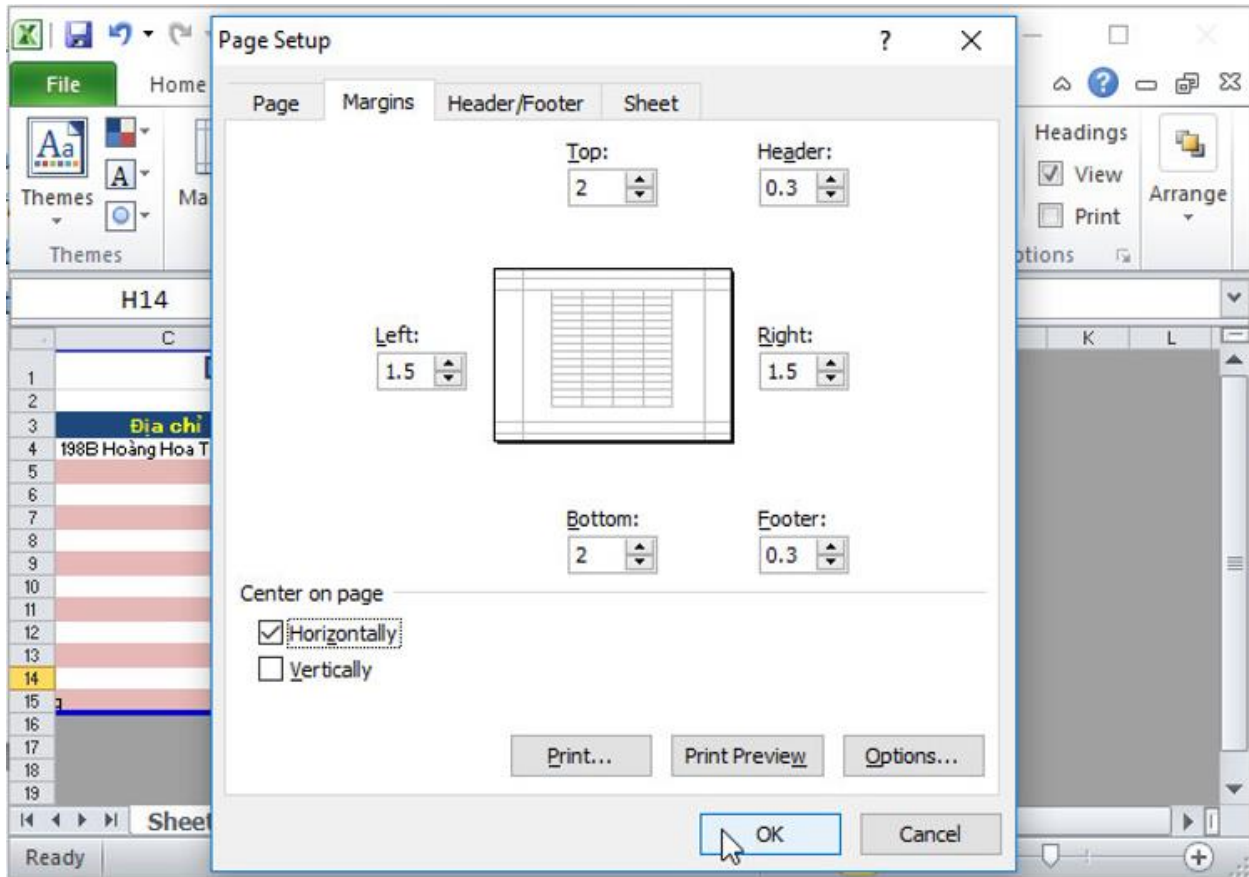 Page Setup ?
File Home
Page Margins Header/Footer Sheet
Themes
Themes
Aa
A
Ma
Headings
View
Print
Arrange
ptions
Top: Header:
2 0.3
Left: Right:
1.5 1.5
Bottom: Footer:
2 0.3
Center on page
Horizontally
Vertically
Print... Print Preview Options...
OK Cancel
H14
C K L
1
2
3 Địa chỉ
4 198B Hoàng Hoa T
5
6
7
8
9
10
11
12
13
14
15
16
17
18
19
Sheet
Ready